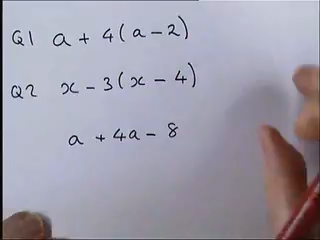 Q1 a + 4(a - 2)
Q2 x - 3(x - 4)
a + 4a - 8